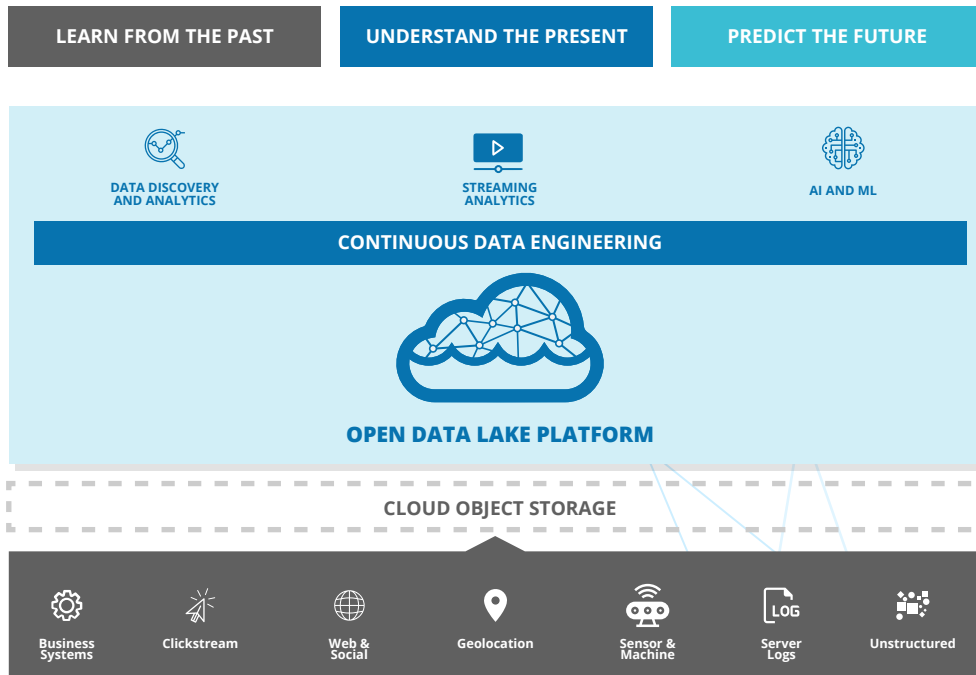 LEARN FROM THE PAST
UNDERSTAND THE PRESENT
PREDICT THE FUTURE
DATA DISCOVERY
AND ANALYTICS
STREAMING
ANALYTICS
AI AND ML
CONTINUOUS DATA ENGINEERING
OPEN DATA LAKE PLATFORM
CLOUD OBJECT STORAGE
LOG
Business
Systems
Clickstream
Web &
Social
Geolocation
Sensor &
Machine
Server
Logs
Unstructured